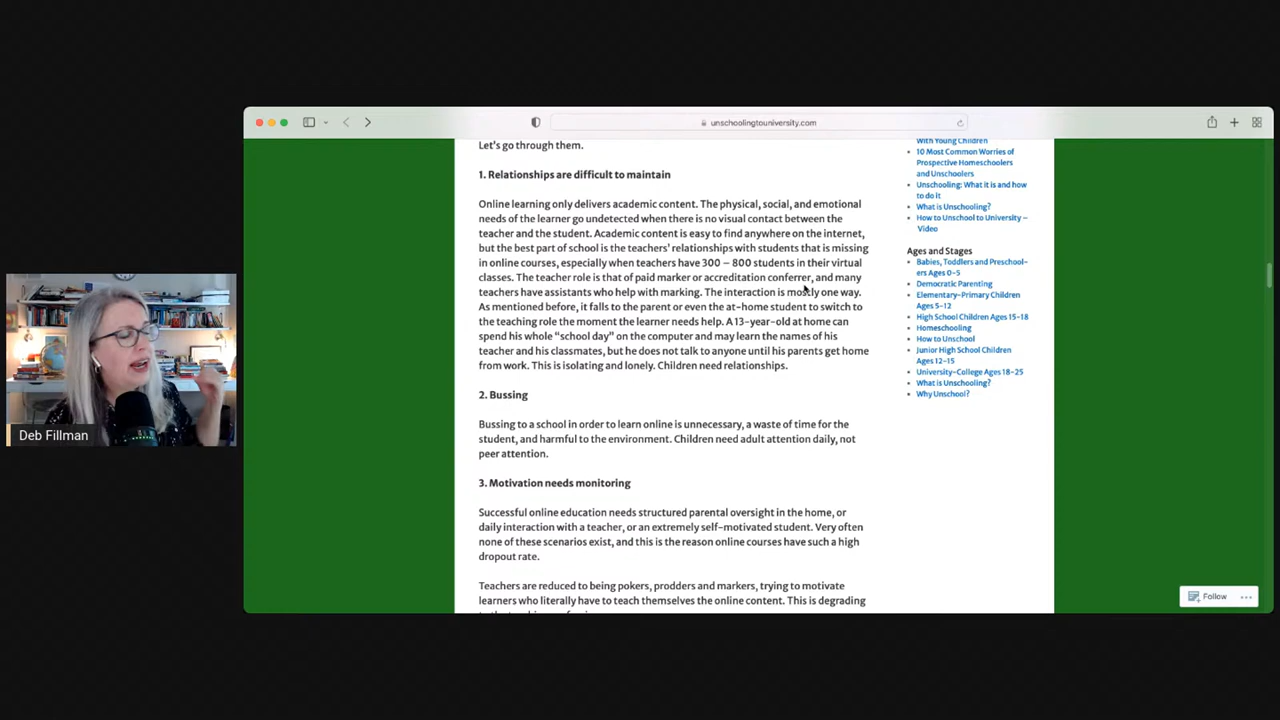 unschoolingtouniversity.com
Let's go through them.
1. Relationships are difficult to maintain
Online learning only delivers academic content. The physical, social, and emotional
needs of the learner go undetected when there is no visual contact between the
teacher and the student. Academic content is easy to find anywhere on the internet,
but the best part of school is the teachers' relationships with students that is missing
in online courses, especially when teachers have 300 – 800 students in their virtual
classes. The teacher role is that of paid marker or accreditation conferrer, and many
teachers have assistants who help with marking. The interaction is mostly one way.
As mentioned before, it falls to the parent or even the at-home student to switch to
the teaching role the moment the learner needs help. A 13-year-old at home can
spend his whole “school day” on the computer and may learn the names of his
teacher and his classmates, but he does not talk to anyone until his parents get home
from work. This is isolating and lonely. Children need relationships.
2. Bussing
Bussing to a school in order to learn online is unnecessary, a waste of time for the
student, and harmful to the environment. Children need adult attention daily, not
peer attention.
3. Motivation needs monitoring
Successful online education needs structured parental oversight in the home, or
daily interaction with a teacher, or an extremely self-motivated student. Very often
none of these scenarios exist, and this is the reason online courses have such a high
dropout rate.
Teachers are reduced to being pokers, prodders and markers, trying to motivate
learners who literally have to teach themselves the online content. This is degrading
With Young Children
• 10 Most Common Worries of
Prospective Homeschoolers
and Unschoolers
• Unschooling: What it is and how
to do it
• What is Unschooling?
• How to Unschool to University –
Video
Ages and Stages
• Babies, Toddlers and Preschool-
ers Ages 0-5
• Democratic Parenting
• Elementary-Primary Children
Ages 5-12
• High School Children Ages 15-18
• Homeschooling
• How to Unschool
• Junior High School Children
Ages 12-15
• University-College Ages 18-25
• What is Unschooling?
• Why Unschool?
Follow
Deb Fillman